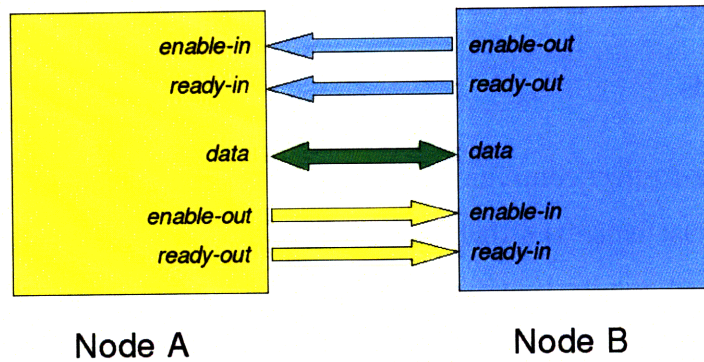 enable-in
enable-out
ready-in
ready-out
data
data
enable-out
enable-in
ready-out
ready-in
Node A
Node B